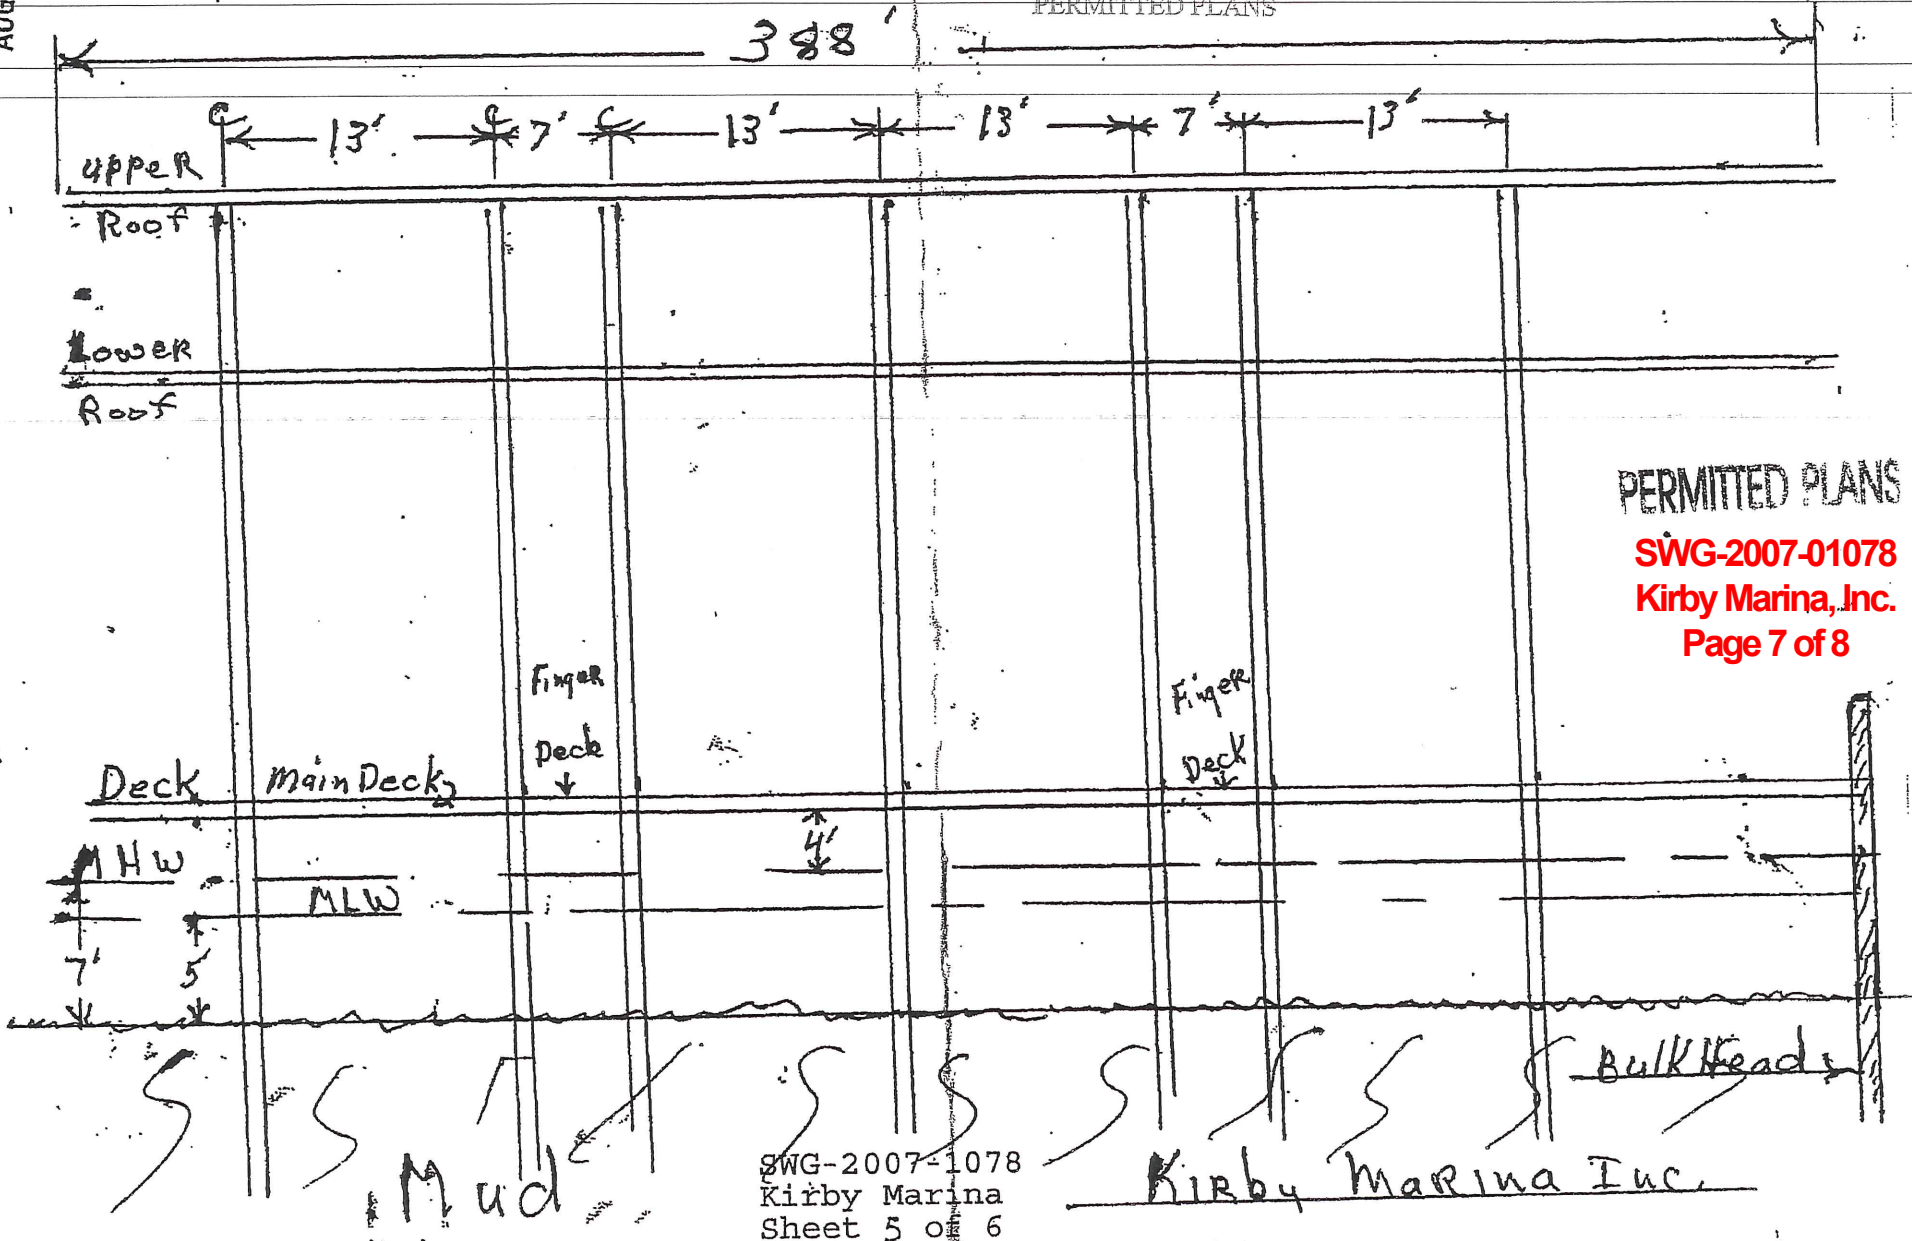 AUG
PERMITTED PLANS
388'
℄ 13' ℄ 7' ℄ 13' 13' 7' 13'
Upper
Roof
Lower
Roof
PERMITTED PLANS
SWG-2007-01078
Kirby Marina, Inc.
Page 7 of 8
Finger
Deck
Finger
Deck
Deck
Main Deck
4'
MHW
MLW
7'
5'
BulkHead
Mud
SWG-2007-1078
Kirby Marina
Sheet 5 of 6
Kirby Marina Inc.